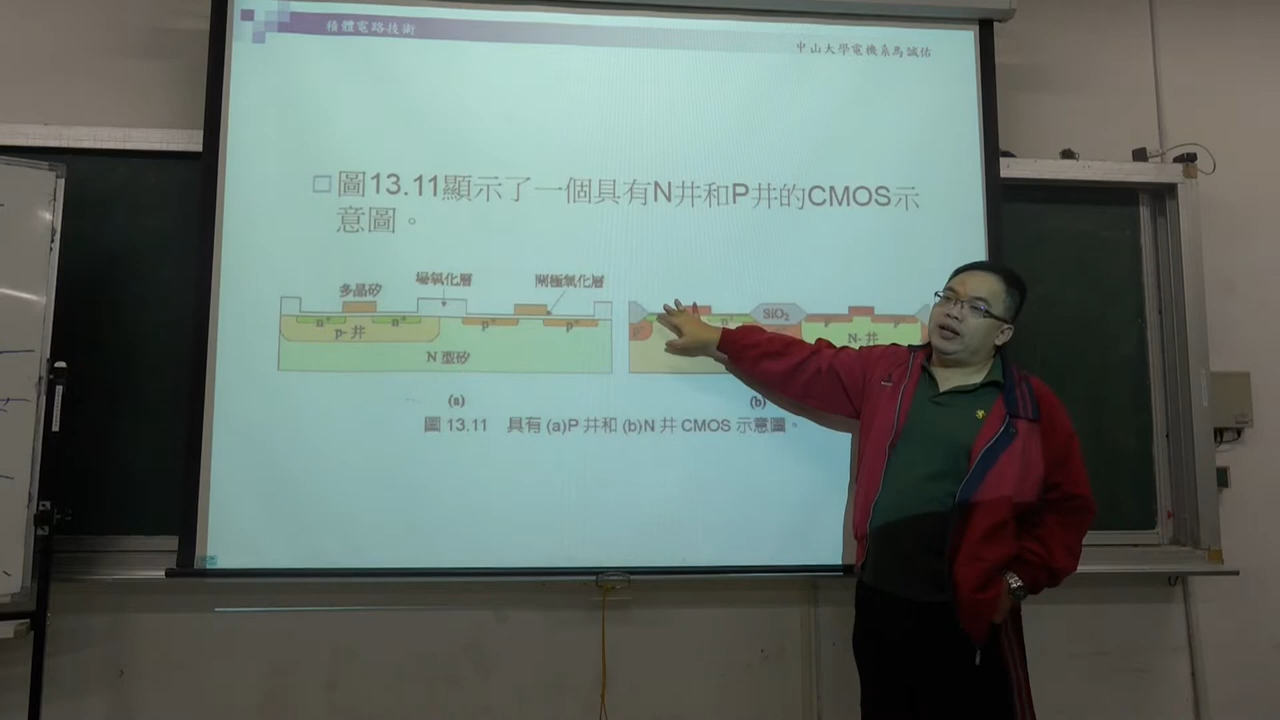 積體電路技術
中山大學電機系馬誠佑
□圖13.11顯示了一個具有N井和P井的CMOS示
意圖。
多晶矽
場氧化層
閘極氧化層
n⁺
n⁺
p⁺
p⁺
p- 井
N 型矽
SiO₂
N- 井
(a)
(b)
圖 13.11 具有 (a)P 井和 (b)N 井 CMOS 示意圖。